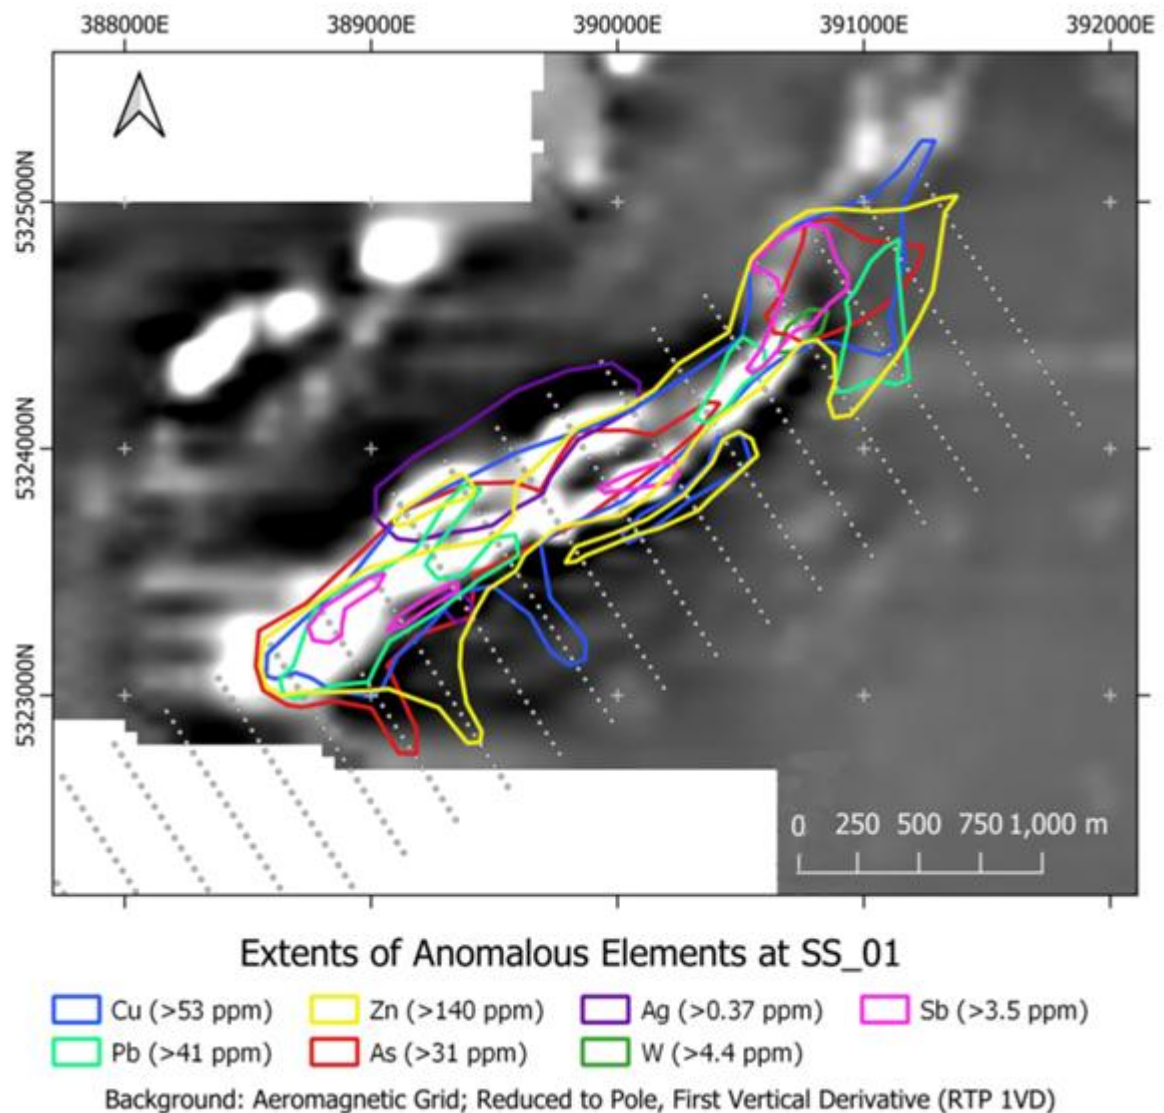 388000E 389000E 390000E 391000E 392000E
5325000N
5324000N
5323000N
0 250 500 750 1,000 m
Extents of Anomalous Elements at SS_01
Cu (>53 ppm) Zn (>140 ppm) Ag (>0.37 ppm) Sb (>3.5 ppm)
Pb (>41 ppm) As (>31 ppm) W (>4.4 ppm)
Background: Aeromagnetic Grid; Reduced to Pole, First Vertical Derivative (RTP 1VD)